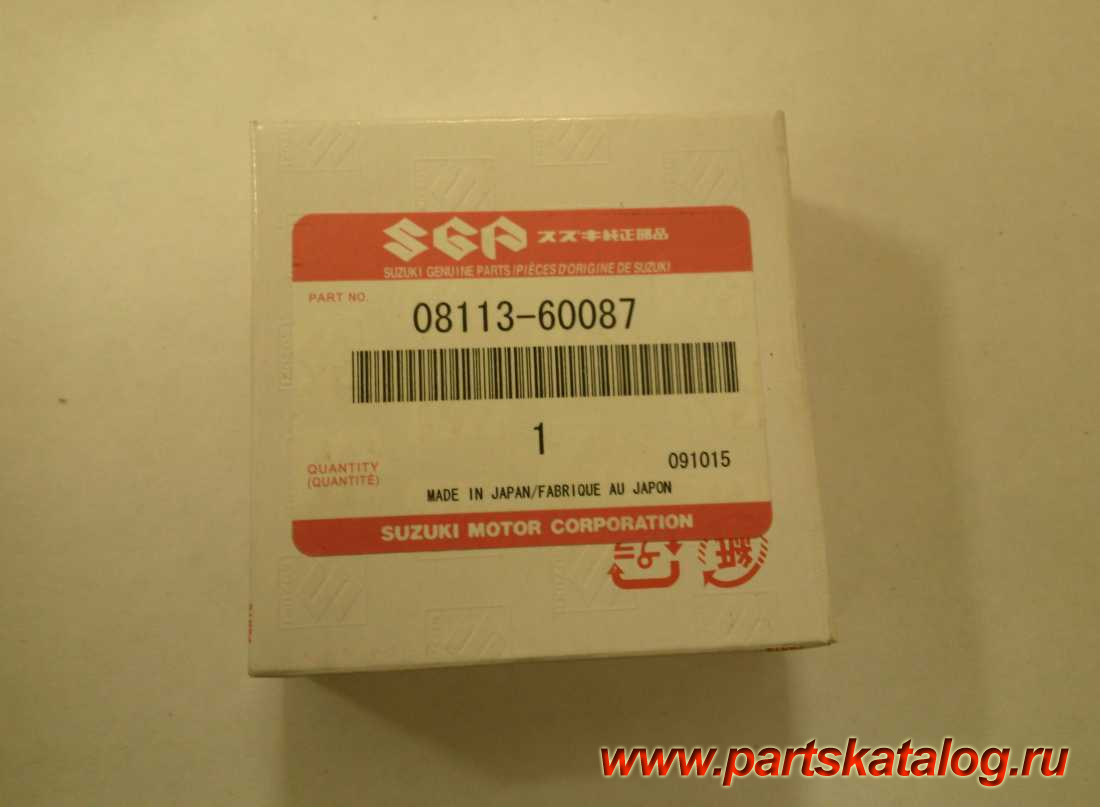 SGP スズキ純正部品
SUZUKI GENUINE PARTS/PIÈCES D'ORIGINE DE SUZUKI
PART NO.
08113-60087
1
QUANTITY
(QUANTITÉ)
091015
MADE IN JAPAN/FABRIQUE AU JAPON
SUZUKI MOTOR CORPORATION
紙
www.partskatalog.ru